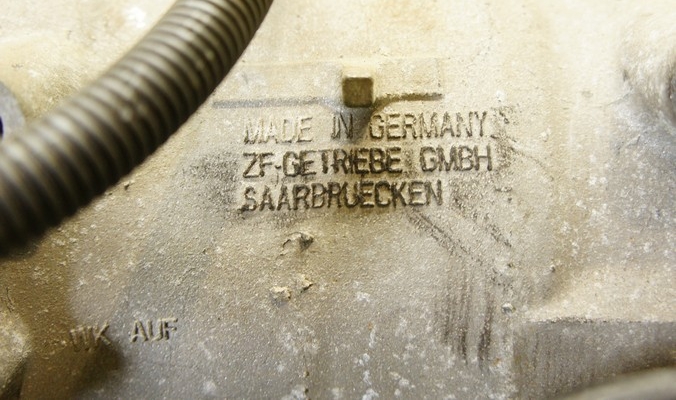 MADE IN GERMANY
ZF-GETRIEBE GMBH
SAARBRUECKEN
WK AUF